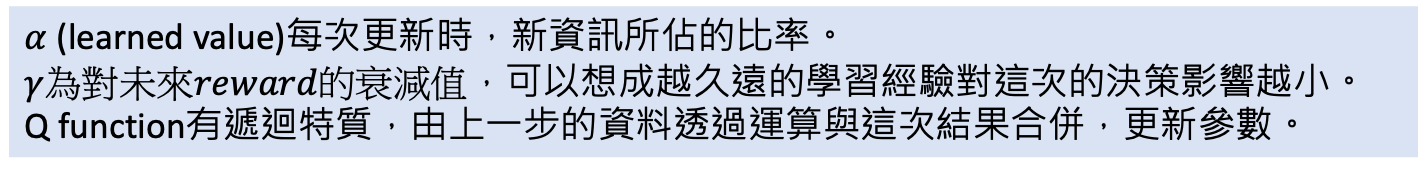 α (learned value)每次更新時，新資訊所佔的比率。
γ為對未來reward的衰減值，可以想成越久遠的學習經驗對這次的決策影響越小。
Q function有遞迴特質，由上一步的資料透過運算與這次結果合併，更新參數。